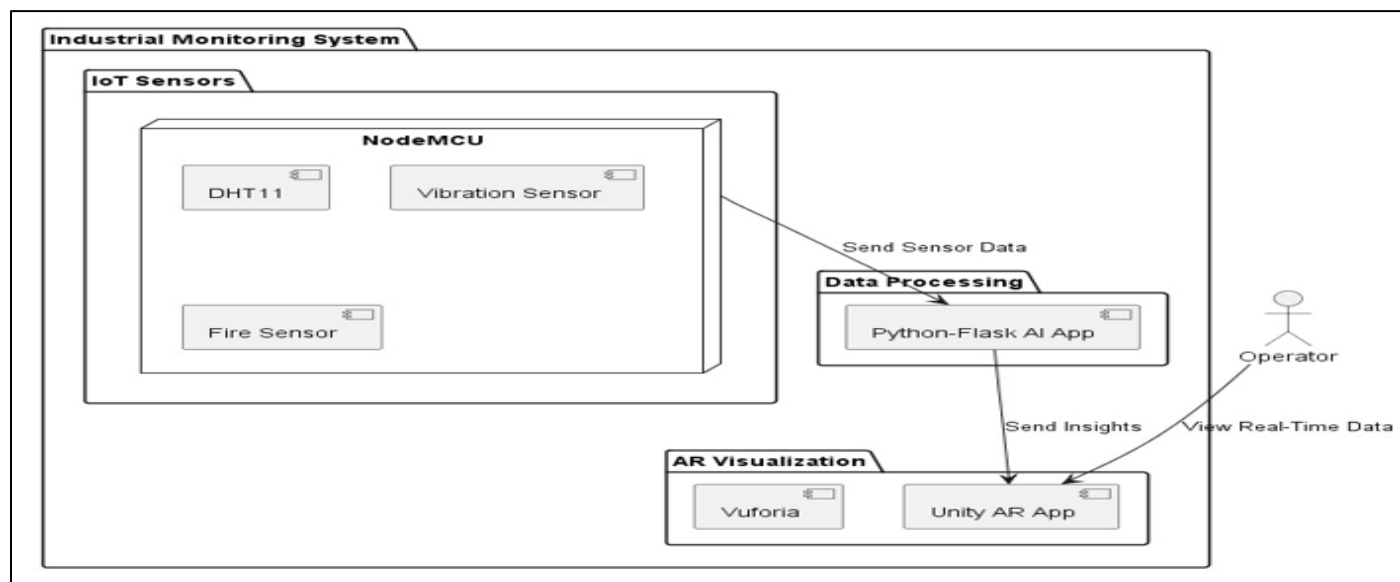 Industrial Monitoring System
IoT Sensors
NodeMCU
DHT11
Vibration Sensor
Send Sensor Data
Data Processing
Fire Sensor
Python-Flask AI App
Operator
Send Insights
View Real-Time Data
AR Visualization
Vuforia
Unity AR App